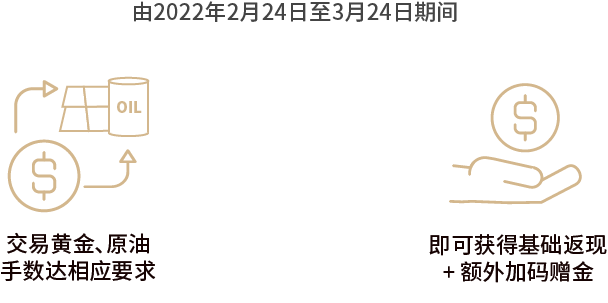 由2022年2月24日至3月24日期间
OIL
交易黄金、原油
手数达相应要求
即可获得基础返现
+ 额外加码赠金